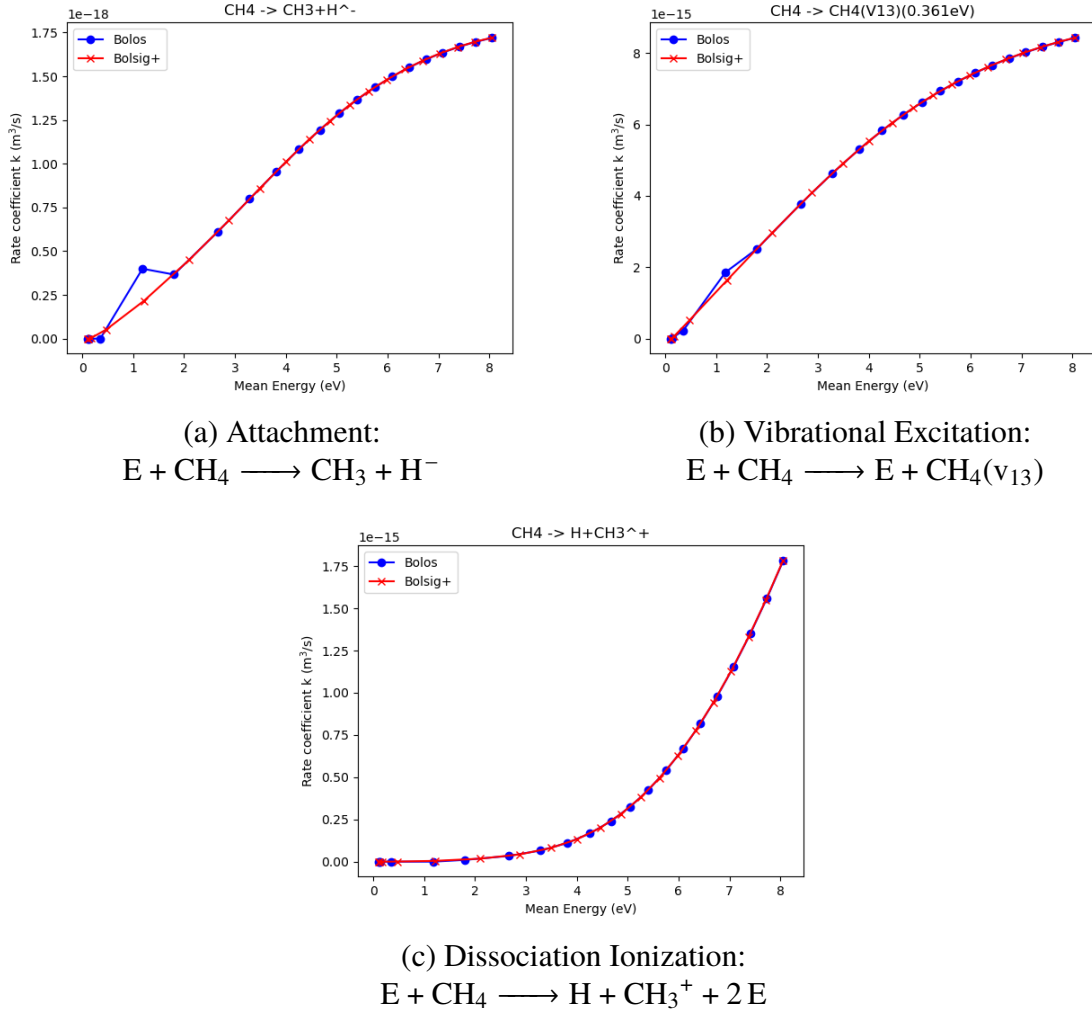 CH4 -> CH3+H^-
1e−18
Bolos
Bolsig+
1.75
1.50
1.25
1.00
0.75
0.50
0.25
0.00
Rate coefficient k (m³/s)
0 1 2 3 4 5 6 7 8
Mean Energy (eV)
(a) Attachment:
E + CH₄ ⟶ CH₃ + H⁻
CH4 -> CH4(V13)(0.361eV)
1e−15
Bolos
Bolsig+
8
6
4
2
0
Rate coefficient k (m³/s)
0 1 2 3 4 5 6 7 8
Mean Energy (eV)
(b) Vibrational Excitation:
E + CH₄ ⟶ E + CH₄(v₁₃)
CH4 -> H+CH3^+
1e−15
Bolos
Bolsig+
1.75
1.50
1.25
1.00
0.75
0.50
0.25
0.00
Rate coefficient k (m³/s)
0 1 2 3 4 5 6 7 8
Mean Energy (eV)
(c) Dissociation Ionization:
E + CH₄ ⟶ H + CH₃⁺ + 2 E